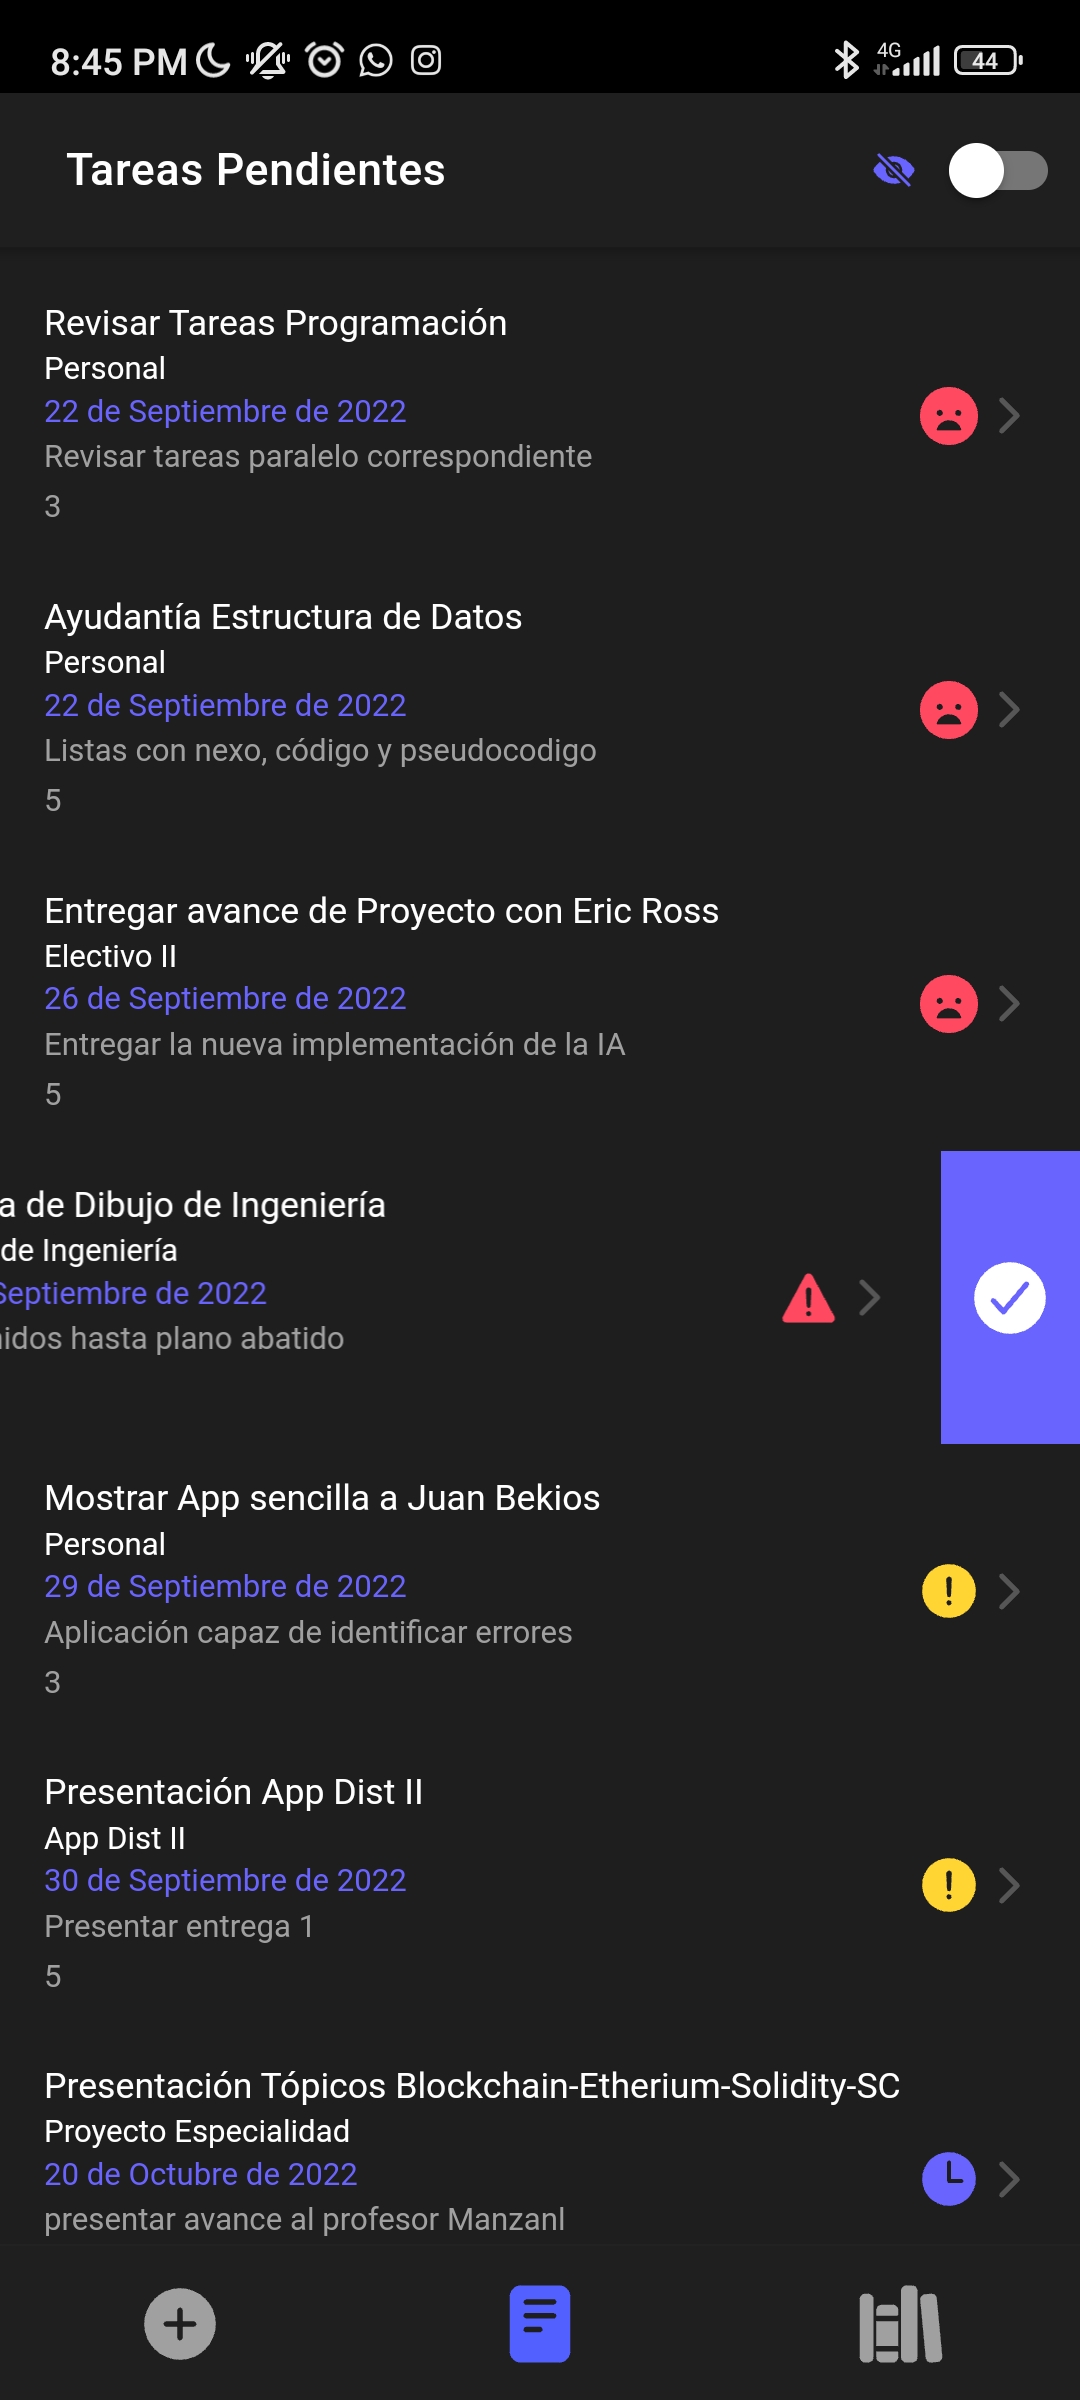 8:45 PM 4G 44
Tareas Pendientes
Revisar Tareas Programación
Personal
22 de Septiembre de 2022
Revisar tareas paralelo correspondiente
3
Ayudantía Estructura de Datos
Personal
22 de Septiembre de 2022
Listas con nexo, código y pseudocodigo
5
Entregar avance de Proyecto con Eric Ross
Electivo II
26 de Septiembre de 2022
Entregar la nueva implementación de la IA
5
a de Dibujo de Ingeniería
de Ingeniería
Septiembre de 2022
nidos hasta plano abatido
Mostrar App sencilla a Juan Bekios
Personal
29 de Septiembre de 2022
Aplicación capaz de identificar errores
3
Presentación App Dist II
App Dist II
30 de Septiembre de 2022
Presentar entrega 1
5
Presentación Tópicos Blockchain-Etherium-Solidity-SC
Proyecto Especialidad
20 de Octubre de 2022
presentar avance al profesor Manzanl